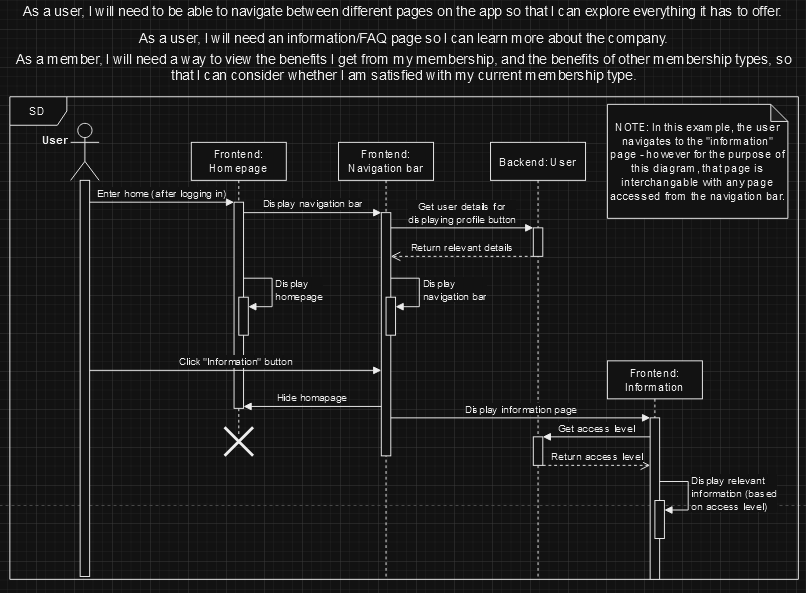 As a user, I will need to be able to navigate between different pages on the app so that I can explore everything it has to offer.
As a user, I will need an information/FAQ page so I can learn more about the company.
As a member, I will need a way to view the benefits I get from my membership, and the benefits of other membership types, so
that I can consider whether I am satisfied with my current membership type.
SD
User
Frontend:
Homepage
Frontend:
Navigation bar
Backend: User
NOTE: In this example, the user
navigates to the "information"
page - however for the purpose of
this diagram, that page is
interchangable with any page
accessed from the navigation bar.
Enter home (after logging in)
Display navigation bar
Get user details for
displaying profile button
Return relevant details
Display
homepage
Display
navigation bar
Click "Information" button
Frontend:
Information
Hide homapage
Display information page
Get access level
Return access level
Display relevant
information (based
on access level)